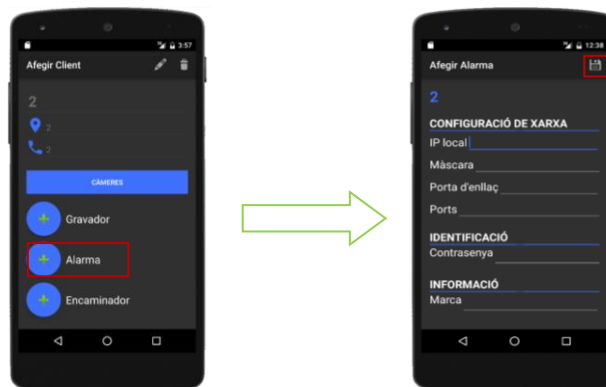 3:57
Afegir Client
2
2
2
CÀMERES
Gravador
Alarma
Encaminador
12:38
Afegir Alarma
2
CONFIGURACIÓ DE XARXA
IP local
Màscara
Porta d'enllaç
Ports
IDENTIFICACIÓ
Contrasenya
INFORMACIÓ
Marca